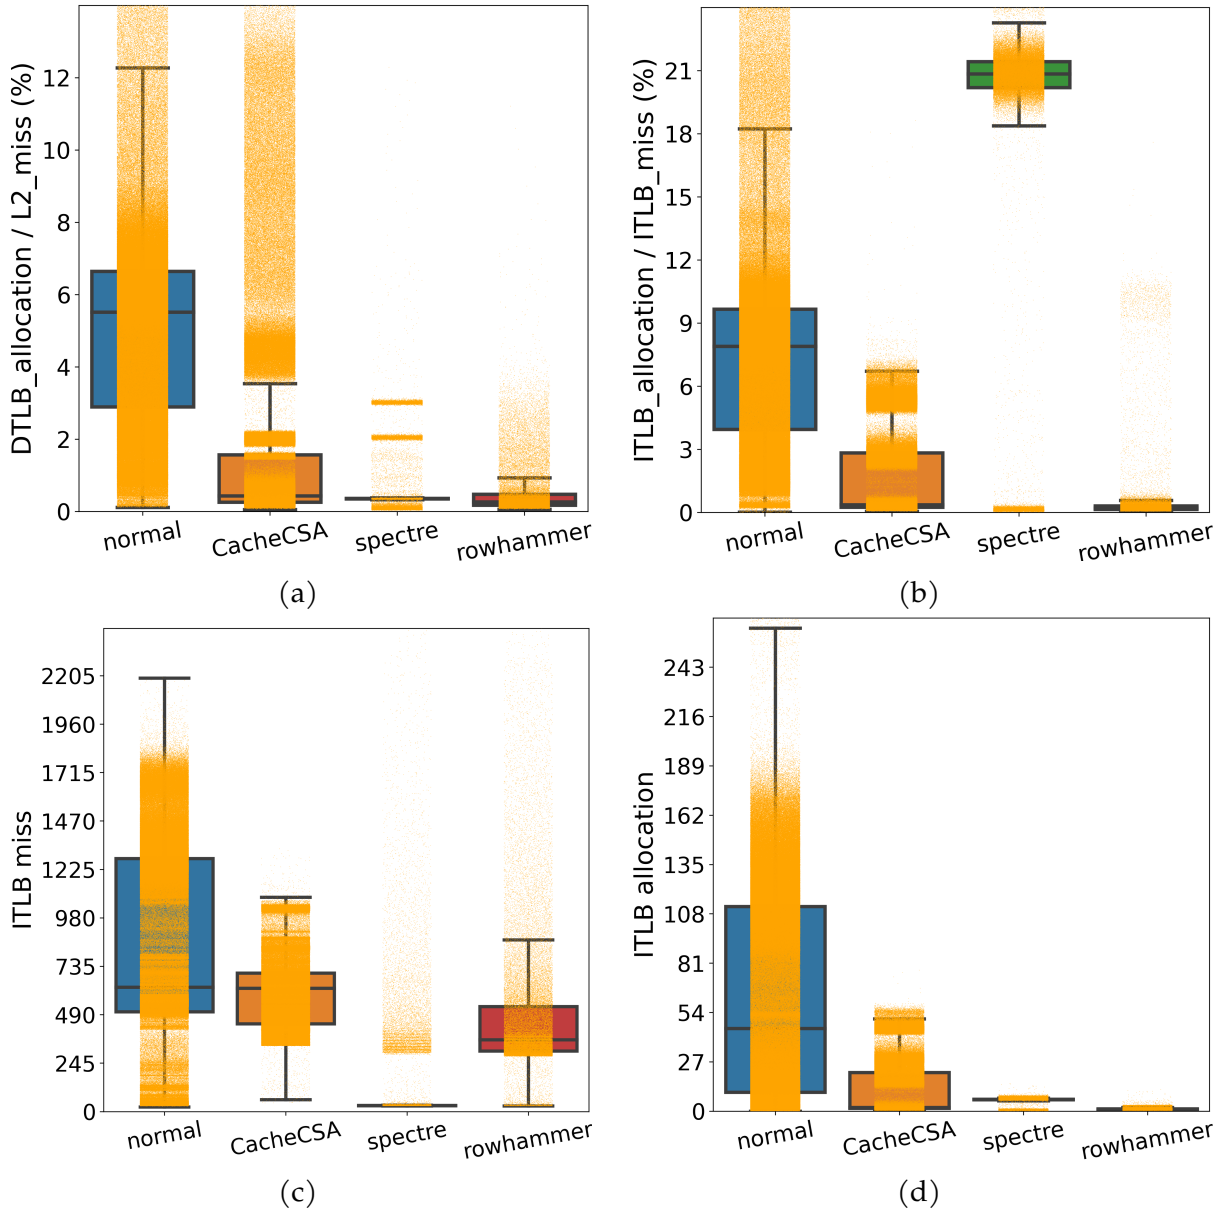 DTLB_allocation / L2_miss (%)
12
10
8
6
4
2
0
normal CacheCSA spectre rowhammer
(a)
ITLB_allocation / ITLB_miss (%)
21
18
15
12
9
6
3
0
normal CacheCSA spectre rowhammer
(b)
ITLB miss
2205
1960
1715
1470
1225
980
735
490
245
0
normal CacheCSA spectre rowhammer
(c)
ITLB allocation
243
216
189
162
135
108
81
54
27
0
normal CacheCSA spectre rowhammer
(d)